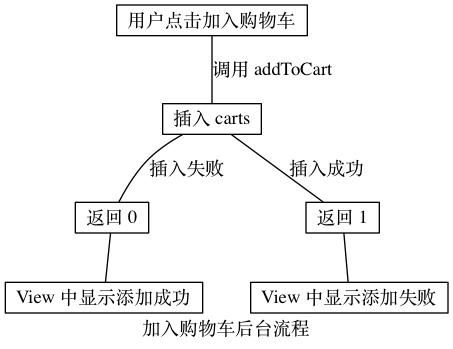 用户点击加入购物车
调用 addToCart
插入 carts
插入失败
插入成功
返回 0
返回 1
View 中显示添加成功
View 中显示添加失败
加入购物车后台流程